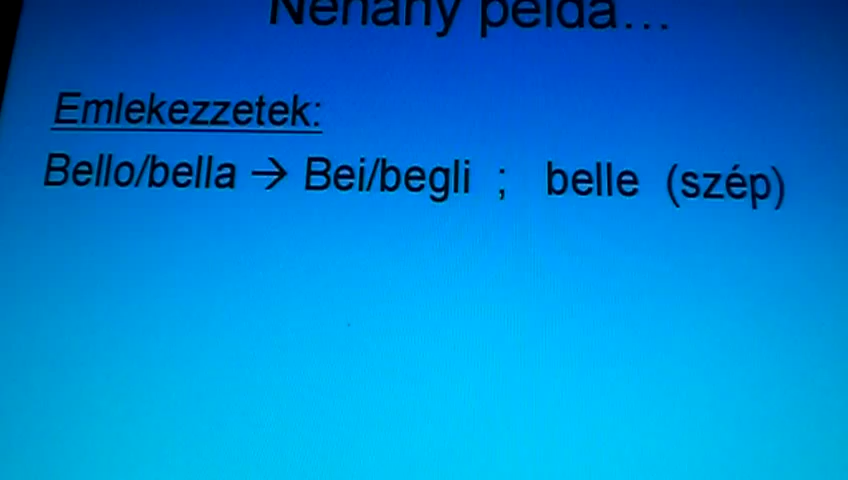 Néhány példa...
Emlekezzetek:
Bello/bella → Bei/begli ; belle (szép)